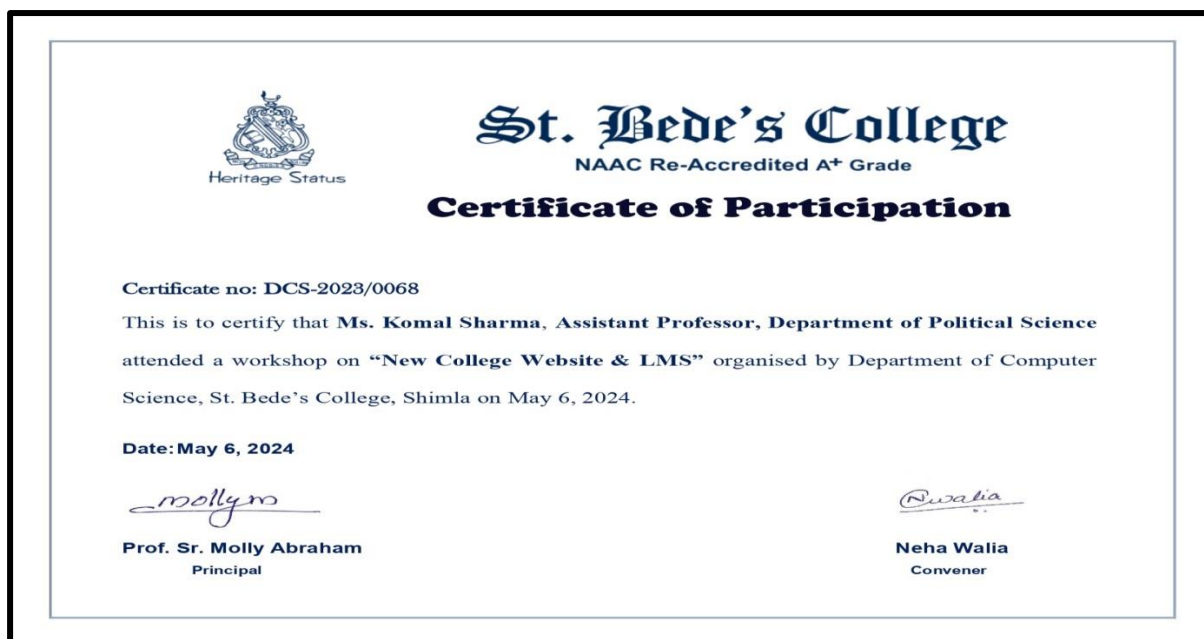 St. Bede's College
NAAC Re-Accredited A+ Grade
Heritage Status
Certificate of Participation
Certificate no: DCS-2023/0068
This is to certify that Ms. Komal Sharma, Assistant Professor, Department of Political Science
attended a workshop on “New College Website & LMS” organised by Department of Computer
Science, St. Bede’s College, Shimla on May 6, 2024.
Date: May 6, 2024
mollym
Nwalia
Prof. Sr. Molly Abraham
Neha Walia
Principal
Convener